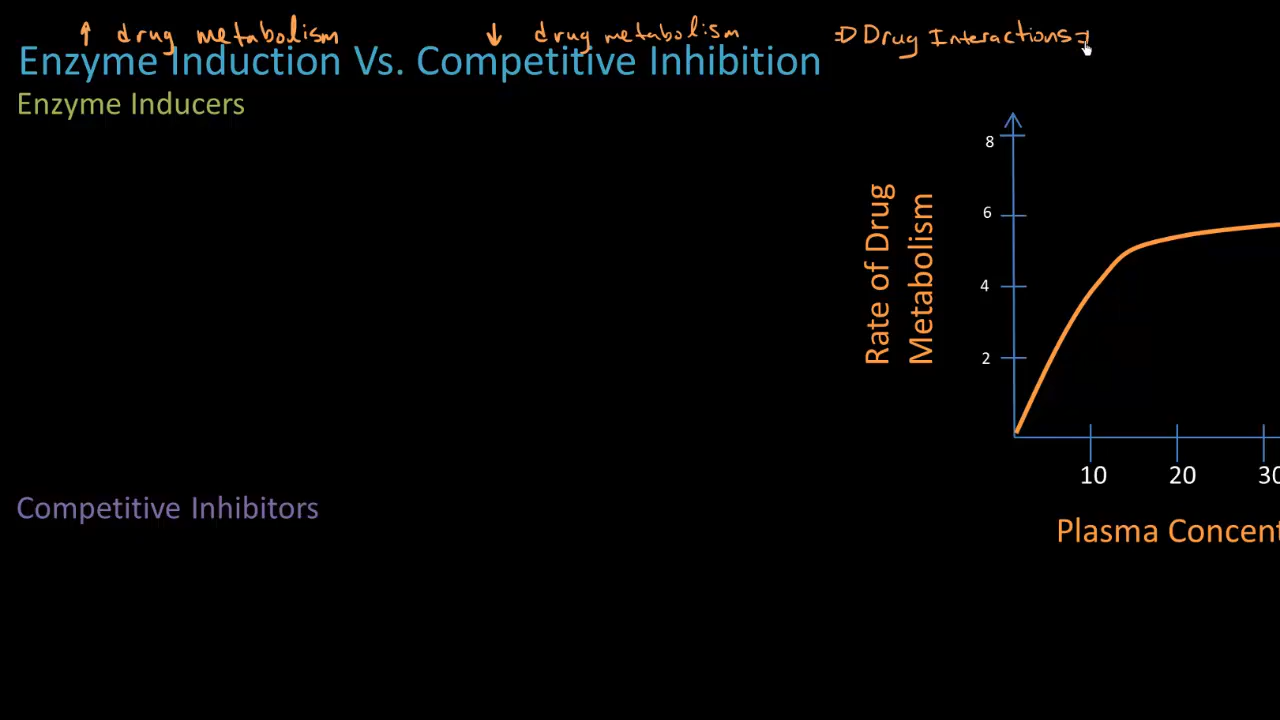 ↑ drug metabolism ↓ drug metabolism ⇒ Drug Interactions
Enzyme Induction Vs. Competitive Inhibition
Enzyme Inducers
8
6
4
2
Rate of Drug
Metabolism
10 20 30
Plasma Concent
Competitive Inhibitors